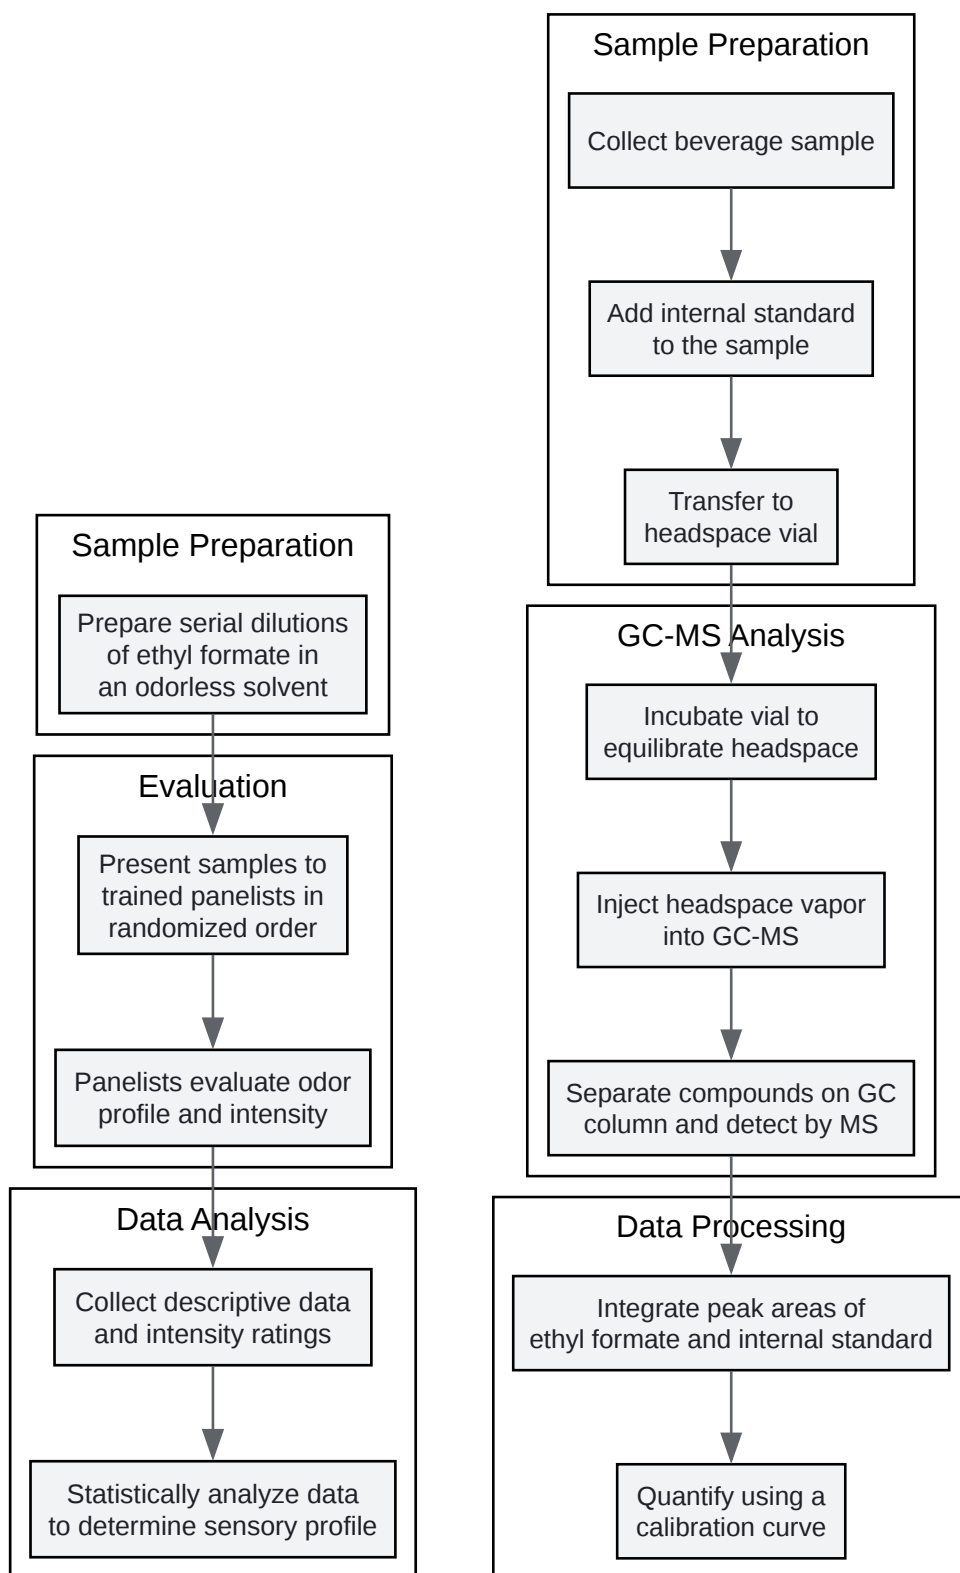 Sample Preparation
Prepare serial dilutions
of ethyl formate in
an odorless solvent
Evaluation
Present samples to
trained panelists in
randomized order
Panelists evaluate odor
profile and intensity
Data Analysis
Collect descriptive data
and intensity ratings
Statistically analyze data
to determine sensory profile
Sample Preparation
Collect beverage sample
Add internal standard
to the sample
Transfer to
headspace vial
GC-MS Analysis
Incubate vial to
equilibrate headspace
Inject headspace vapor
into GC-MS
Separate compounds on GC
column and detect by MS
Data Processing
Integrate peak areas of
ethyl formate and internal standard
Quantify using a
calibration curve